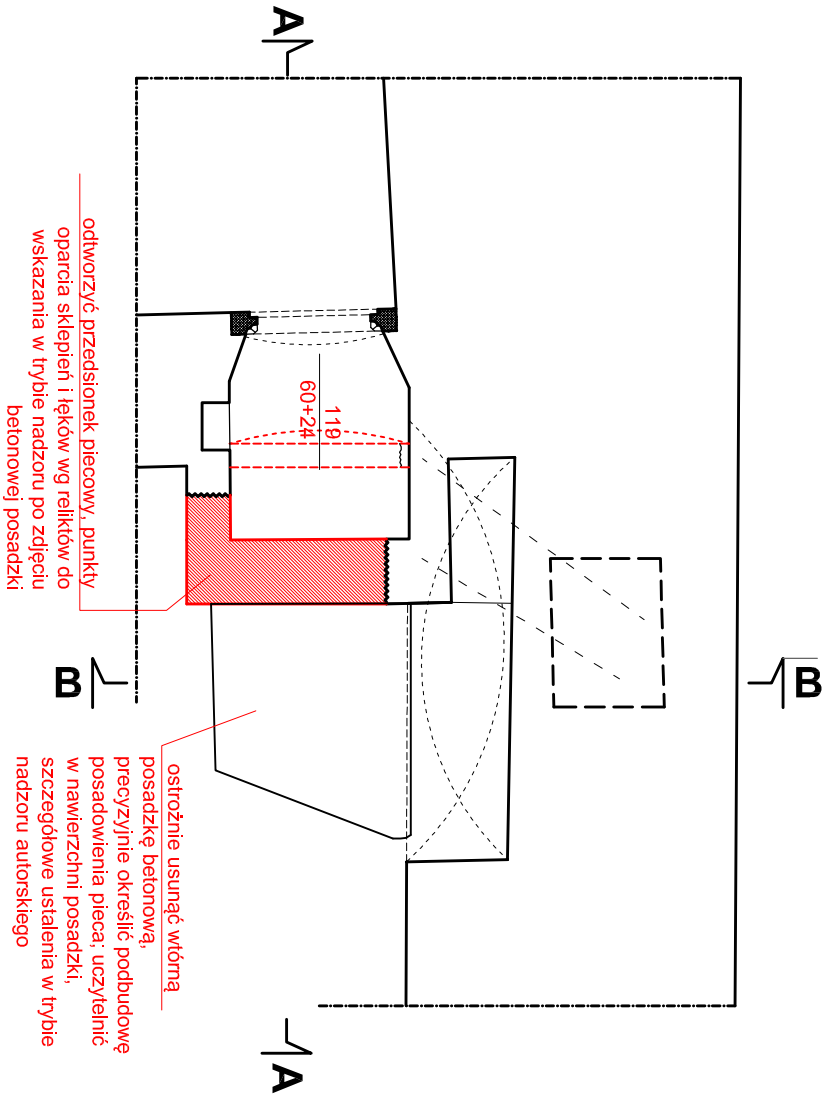 A
A
B
B
odtworzyć przedsionek piecowy, punkty
oparcia sklepień i łęków wg reliktów do
wskazania w trybie nadzoru po zdjęciu
betonowej posadzki
119
60+24
ostrożnie usunąć wtórną
posadzkę betonową,
precyzyjnie określić podbudowę
posadowienia pieca; uczytelnić
w nawierzchni posadzki,
szczegółowe ustalenia w trybie
nadzoru autorskiego